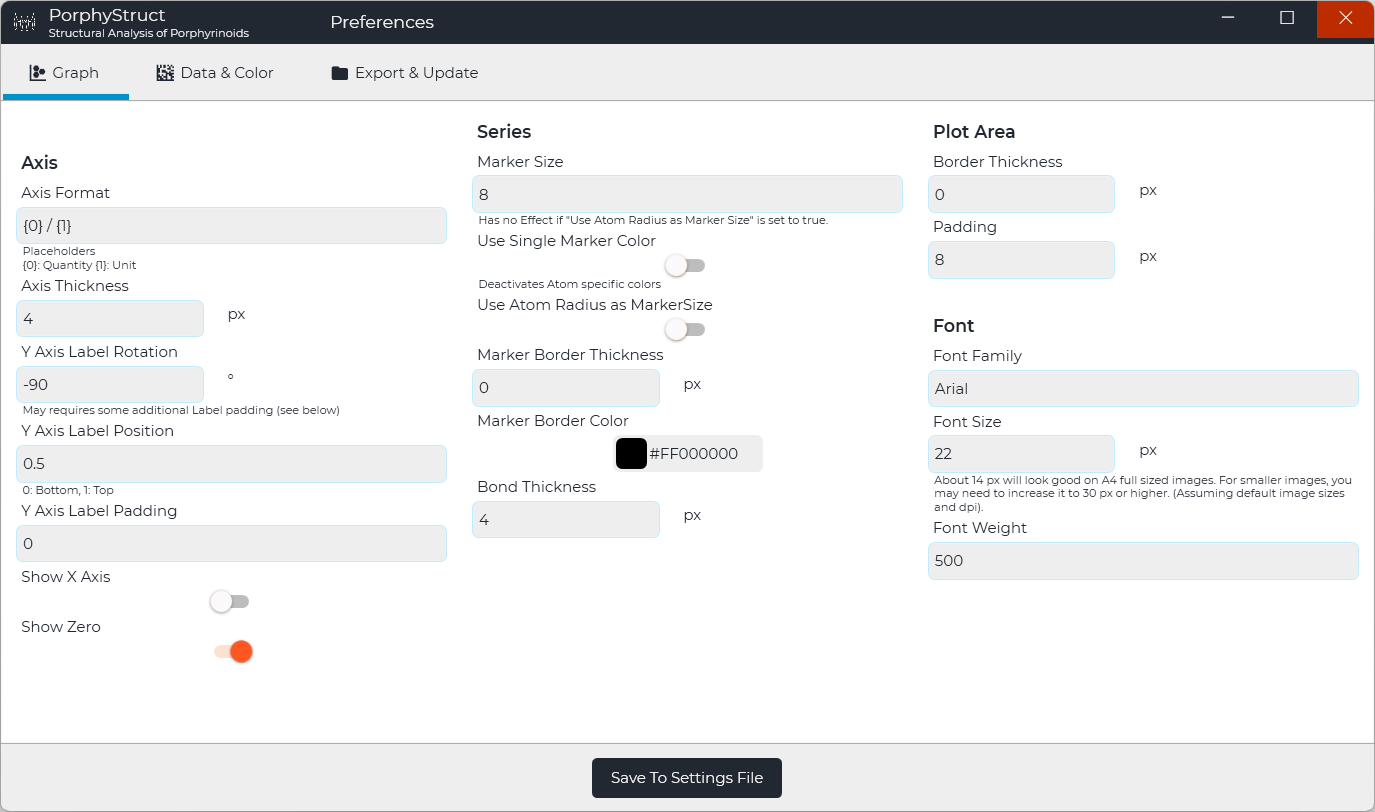 PorphyStruct
Structural Analysis of Porphyrinoids
Preferences
Graph
Data & Color
Export & Update
Axis
Axis Format
{0} / {1}
Placeholders
{0}: Quantity {1}: Unit
Axis Thickness
4
px
Y Axis Label Rotation
-90
°
May requires some additional Label padding (see below)
Y Axis Label Position
0.5
0: Bottom, 1: Top
Y Axis Label Padding
0
Show X Axis
Show Zero
Series
Marker Size
8
Has no Effect if "Use Atom Radius as Marker Size" is set to true.
Use Single Marker Color
Deactivates Atom specific colors
Use Atom Radius as MarkerSize
Marker Border Thickness
0
px
Marker Border Color
#FF000000
Bond Thickness
4
px
Plot Area
Border Thickness
0
px
Padding
8
px
Font
Font Family
Arial
Font Size
22
px
About 14 px will look good on A4 full sized images. For smaller images, you
may need to increase it to 30 px or higher. (Assuming default image sizes
and dpi).
Font Weight
500
Save To Settings File